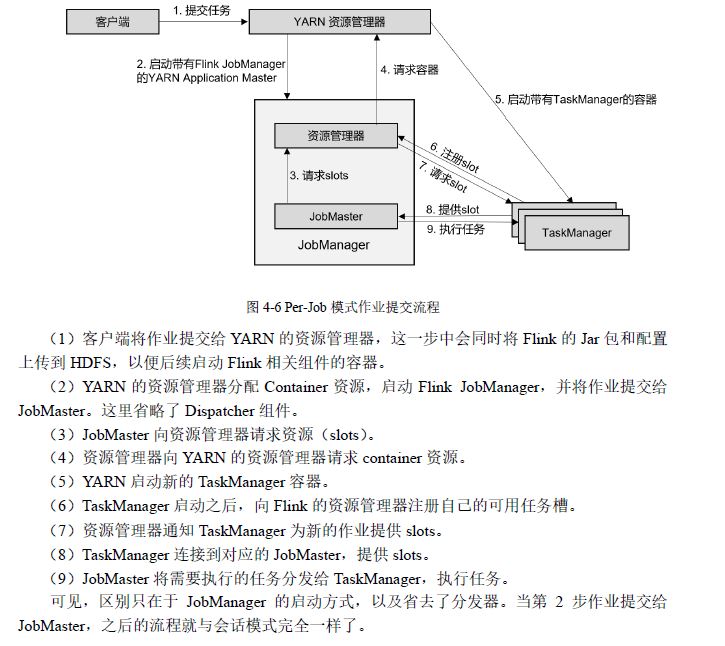 客户端
1. 提交任务
YARN 资源管理器
2. 启动带有Flink JobManager
的YARN Application Master
4. 请求容器
5. 启动带有TaskManager的容器
资源管理器
6. 注册slot
7. 请求slot
3. 请求slots
JobMaster
8. 提供slot
9. 执行任务
JobManager
TaskManager
图 4-6 Per-Job 模式作业提交流程
（1）客户端将作业提交给 YARN 的资源管理器，这一步中会同时将 Flink 的 Jar 包和配置
上传到 HDFS，以便后续启动 Flink 相关组件的容器。
（2）YARN 的资源管理器分配 Container 资源，启动 Flink JobManager，并将作业提交给
JobMaster。这里省略了 Dispatcher 组件。
（3）JobMaster 向资源管理器请求资源（slots）。
（4）资源管理器向 YARN 的资源管理器请求 container 资源。
（5）YARN 启动新的 TaskManager 容器。
（6）TaskManager 启动之后，向 Flink 的资源管理器注册自己的可用任务槽。
（7）资源管理器通知 TaskManager 为新的作业提供 slots。
（8）TaskManager 连接到对应的 JobMaster，提供 slots。
（9）JobMaster 将需要执行的任务分发给 TaskManager，执行任务。
可见，区别只在于 JobManager 的启动方式，以及省去了分发器。当第 2 步作业提交给
JobMaster，之后的流程就与会话模式完全一样了。